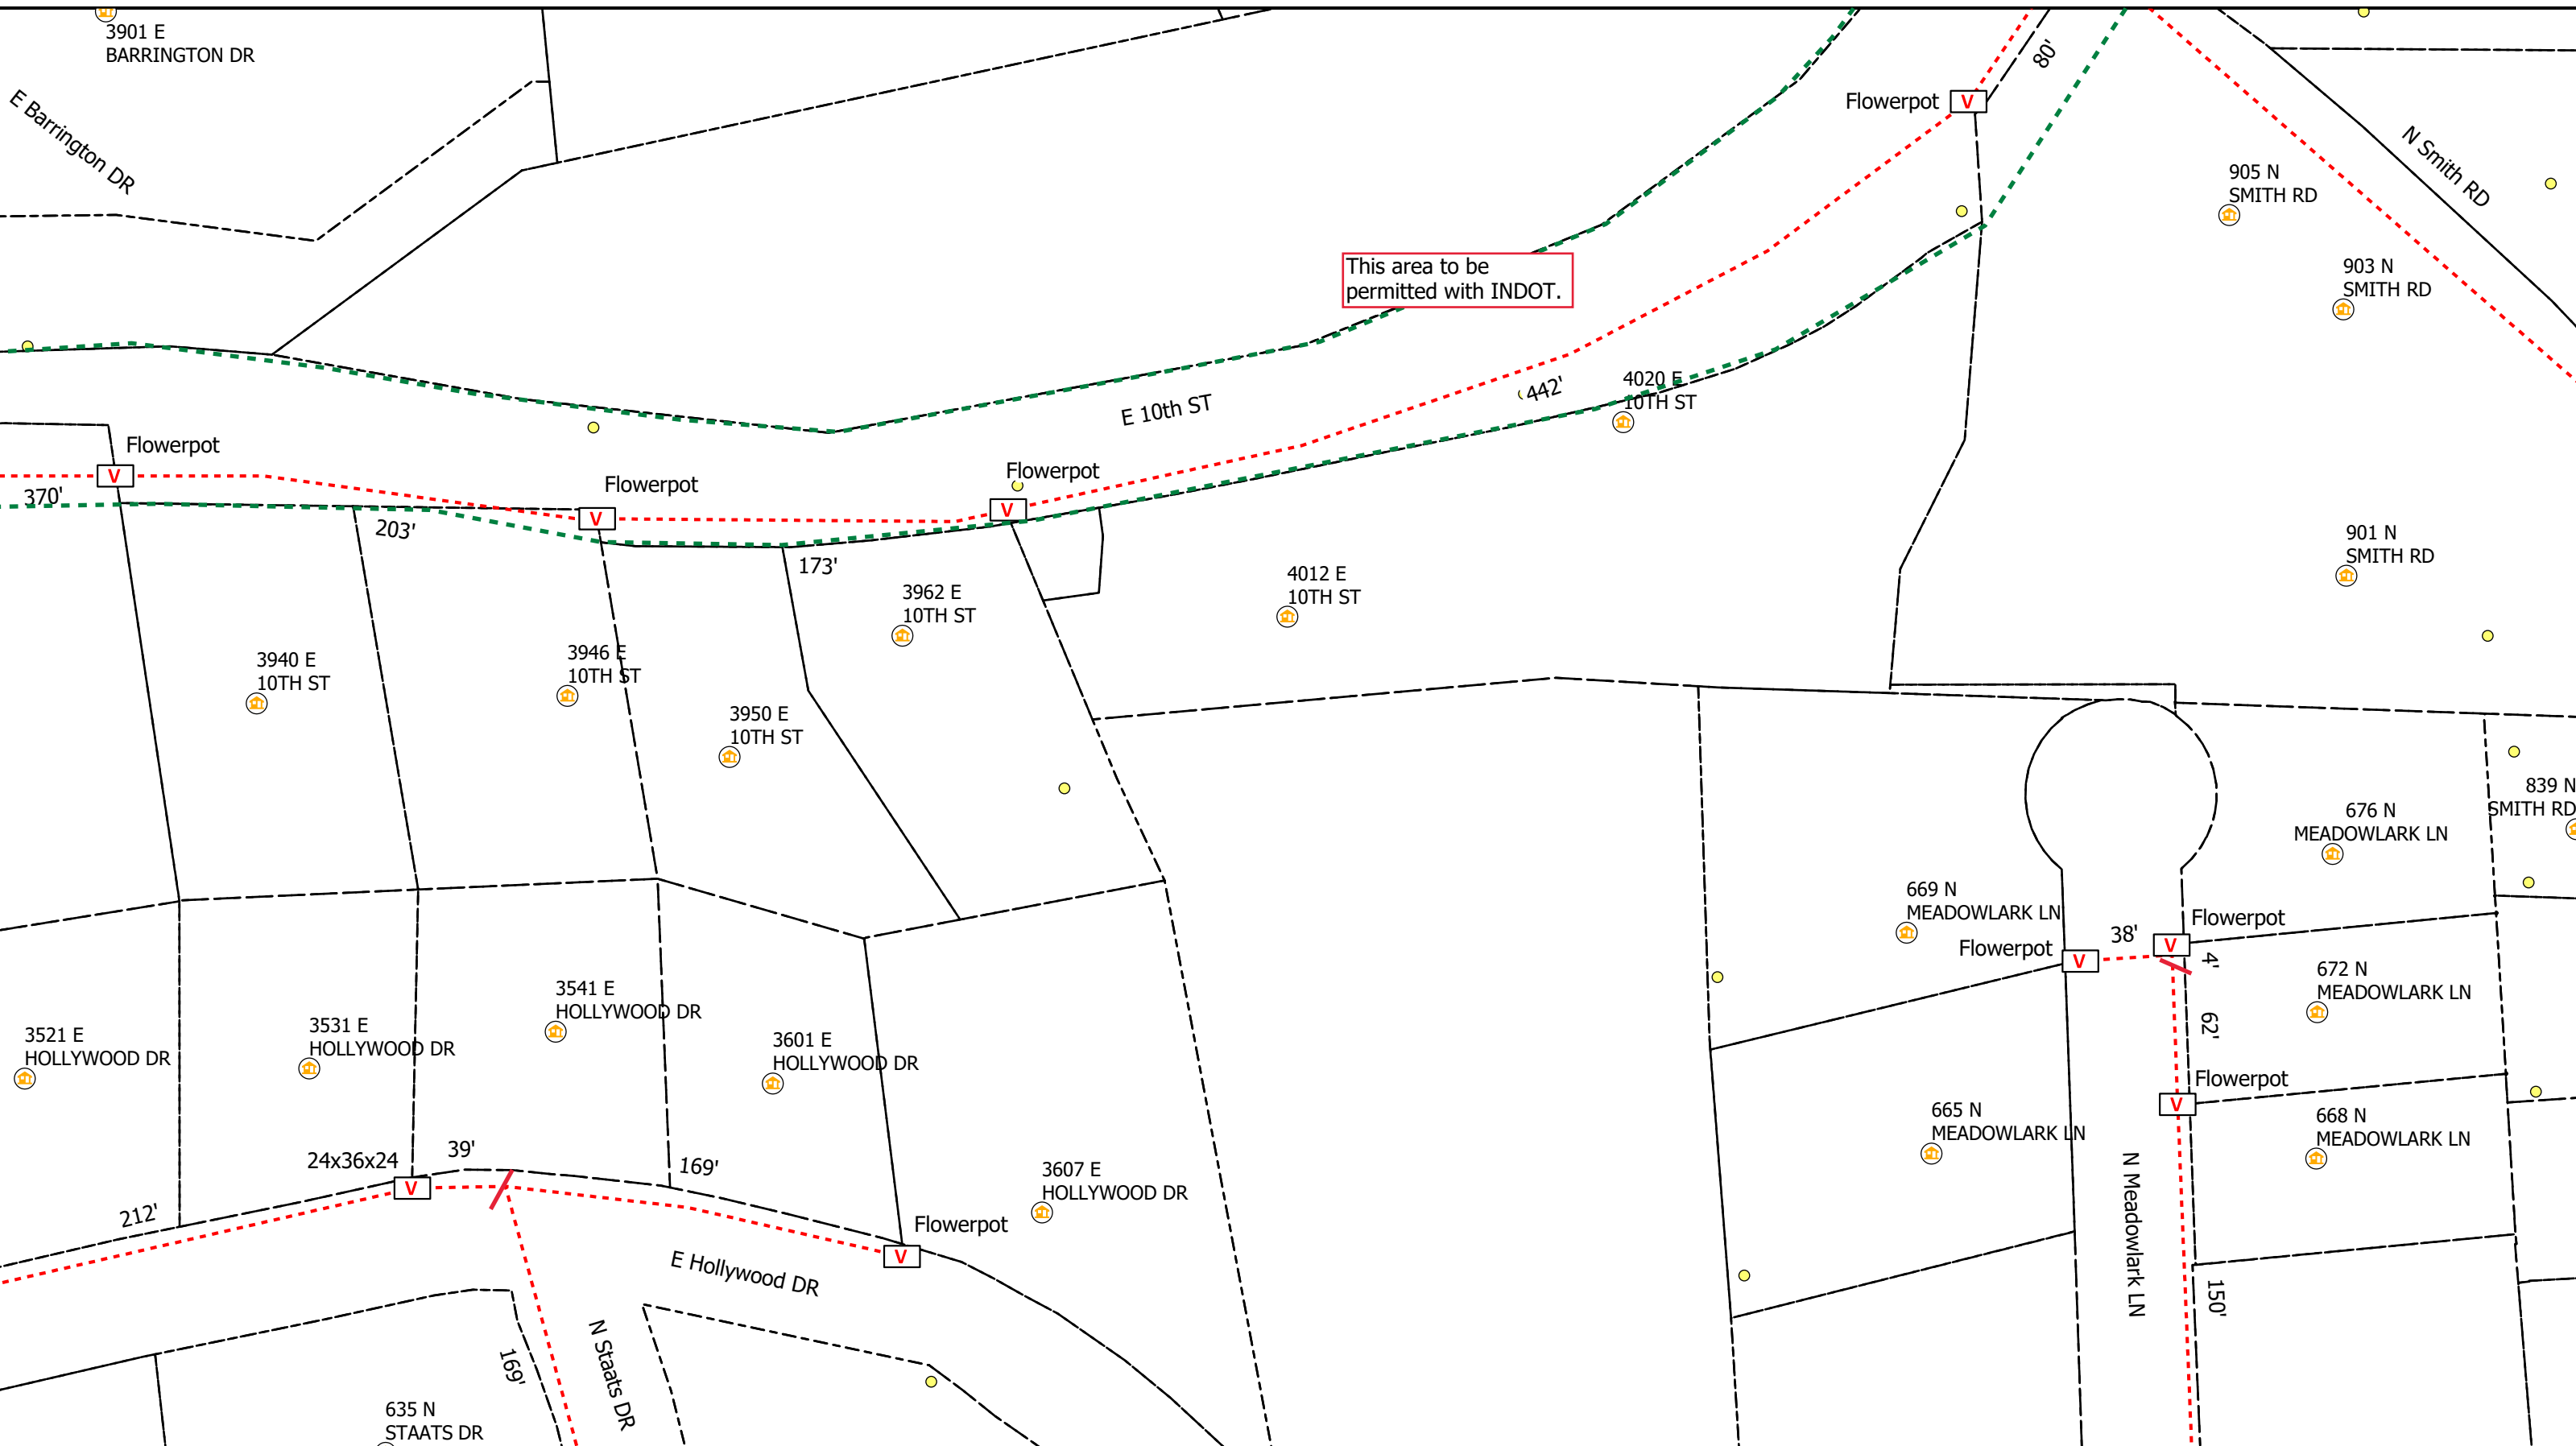 3901 E
BARRINGTON DR
E Barrington DR
80'
Flowerpot
V
N Smith RD
905 N
SMITH RD
903 N
SMITH RD
This area to be
permitted with INDOT.
4020 E
10TH ST
442'
E 10th ST
Flowerpot
V
370'
203'
Flowerpot
V
Flowerpot
V
173'
901 N
SMITH RD
3962 E
10TH ST
4012 E
10TH ST
3940 E
10TH ST
3946 E
10TH ST
3950 E
10TH ST
839 N
SMITH RD
676 N
MEADOWLARK LN
669 N
MEADOWLARK LN
Flowerpot
V
38'
Flowerpot
V
4'
672 N
MEADOWLARK LN
62'
Flowerpot
V
668 N
MEADOWLARK LN
665 N
MEADOWLARK LN
N Meadowlark LN
150'
3521 E
HOLLYWOOD DR
3531 E
HOLLYWOOD DR
3541 E
HOLLYWOOD DR
3601 E
HOLLYWOOD DR
3607 E
HOLLYWOOD DR
24x36x24
V
39'
169'
212'
Flowerpot
V
E Hollywood DR
N Staats DR
169'
635 N
STAATS DR